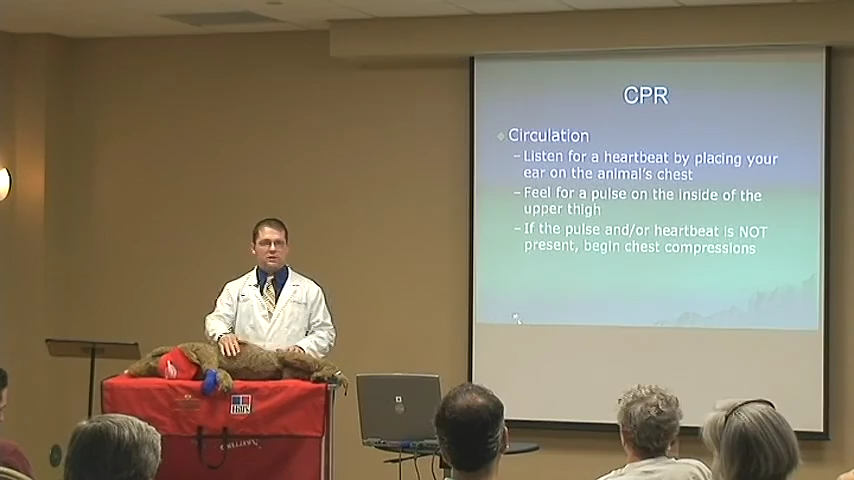 CPR
Circulation
– Listen for a heartbeat by placing your
ear on the animal's chest
– Feel for a pulse on the inside of the
upper thigh
– If the pulse and/or heartbeat is NOT
present, begin chest compressions
Hill's